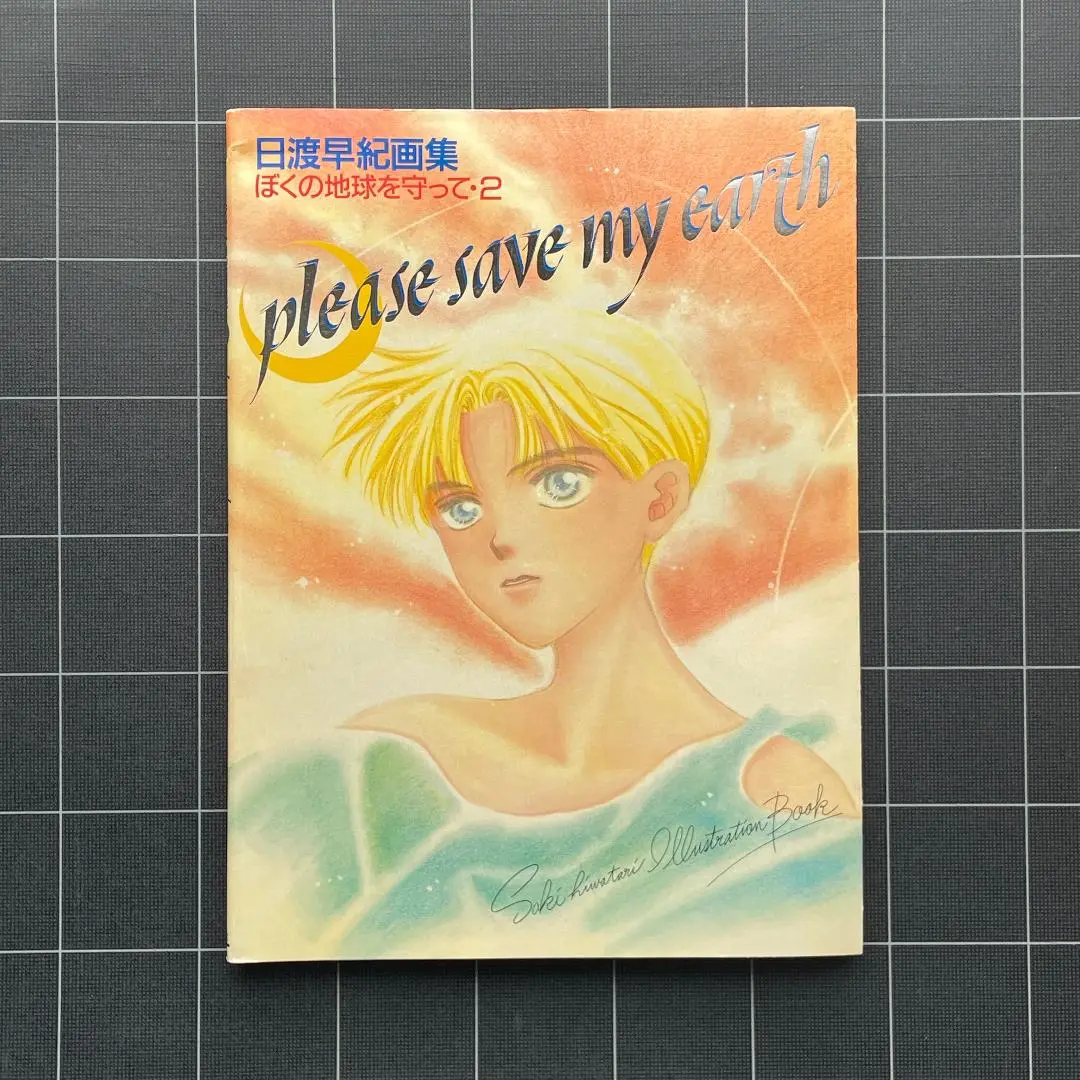 日渡早紀画集
ぼくの地球を守って・2
please save my earth
Saki hiwatari Illustration Book